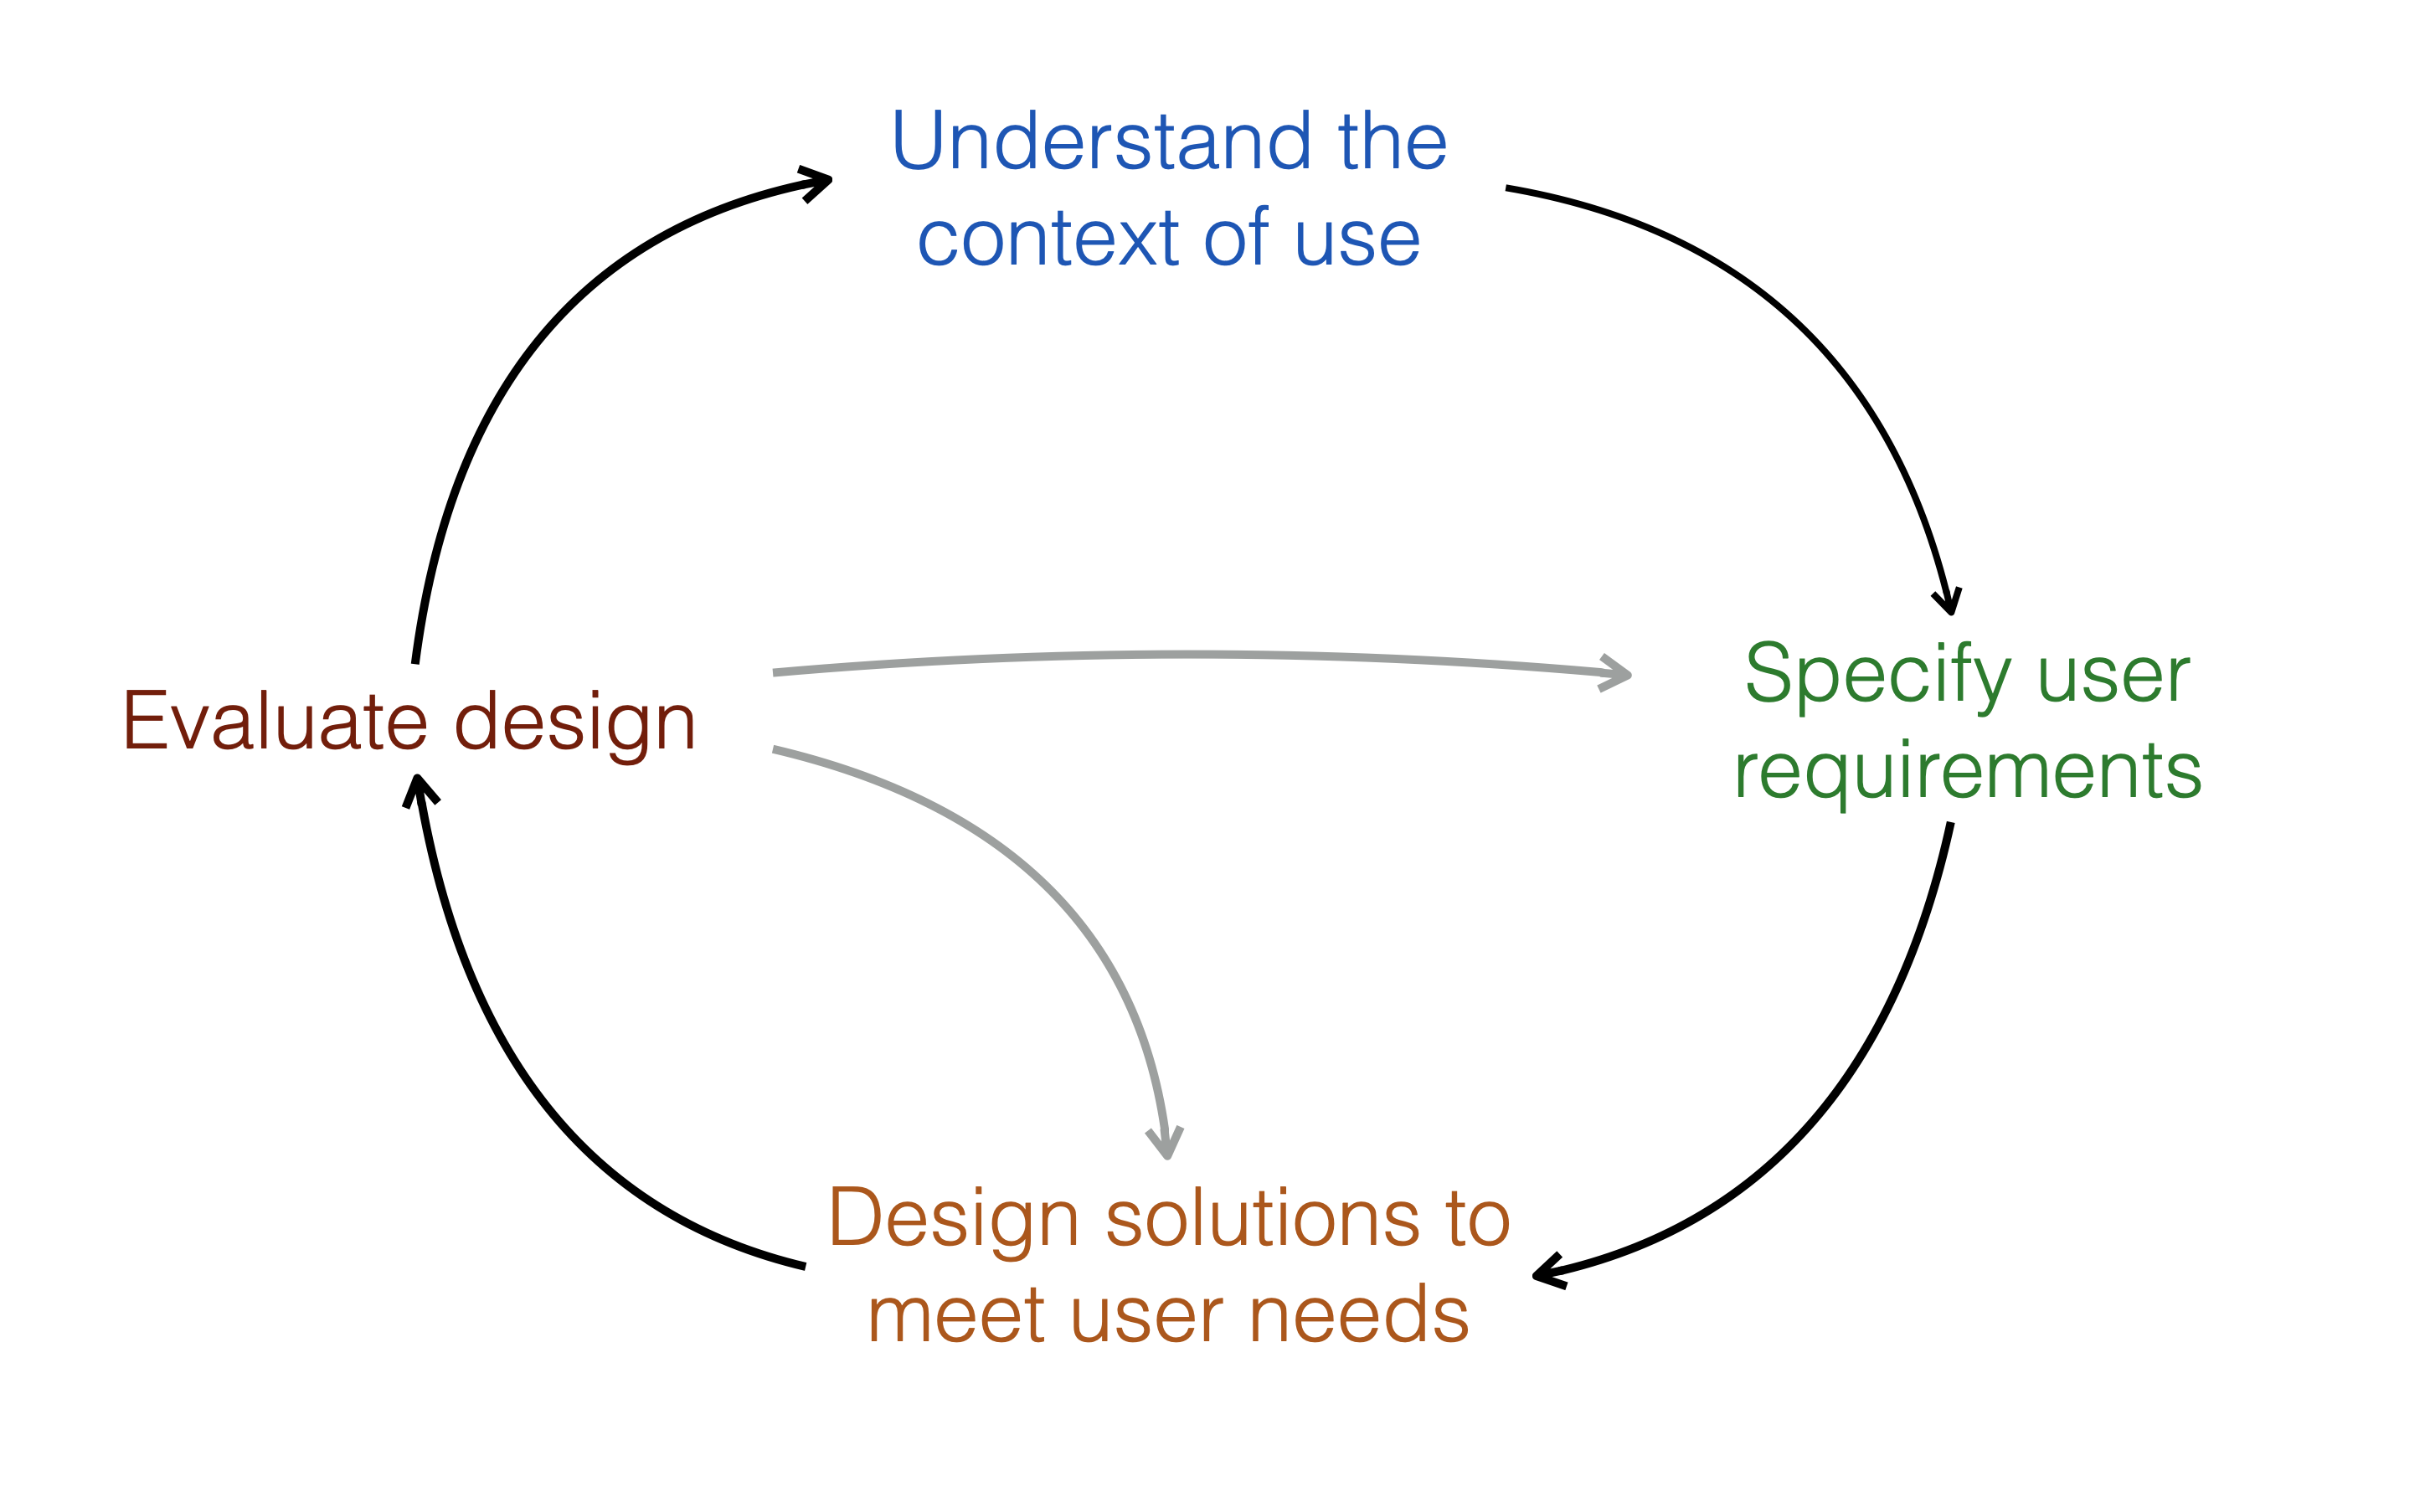 Understand the
context of use
Evaluate design
Specify user
requirements
Design solutions to
meet user needs